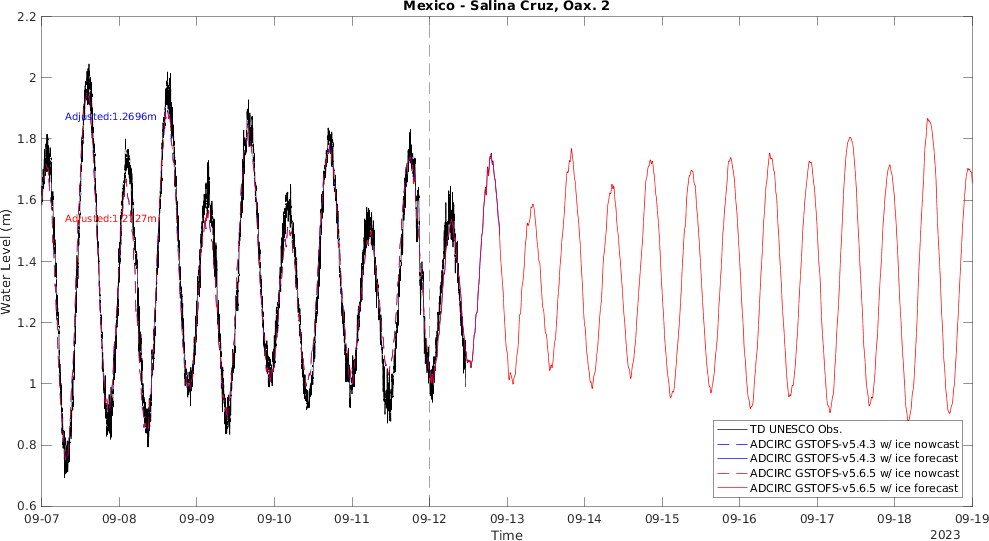 Mexico - Salina Cruz, Oax. 2
2.2
2
1.8
1.6
1.4
1.2
1
0.8
0.6
Water Level (m)
Adjusted:1.2696m
Adjusted:1.2727m
TD UNESCO Obs.
ADCIRC GSTOFS-v5.4.3 w/ ice nowcast
ADCIRC GSTOFS-v5.4.3 w/ ice forecast
ADCIRC GSTOFS-v5.6.5 w/ ice nowcast
ADCIRC GSTOFS-v5.6.5 w/ ice forecast
09-07 09-08 09-09 09-10 09-11 09-12 09-13 09-14 09-15 09-16 09-17 09-18 09-19
Time
2023